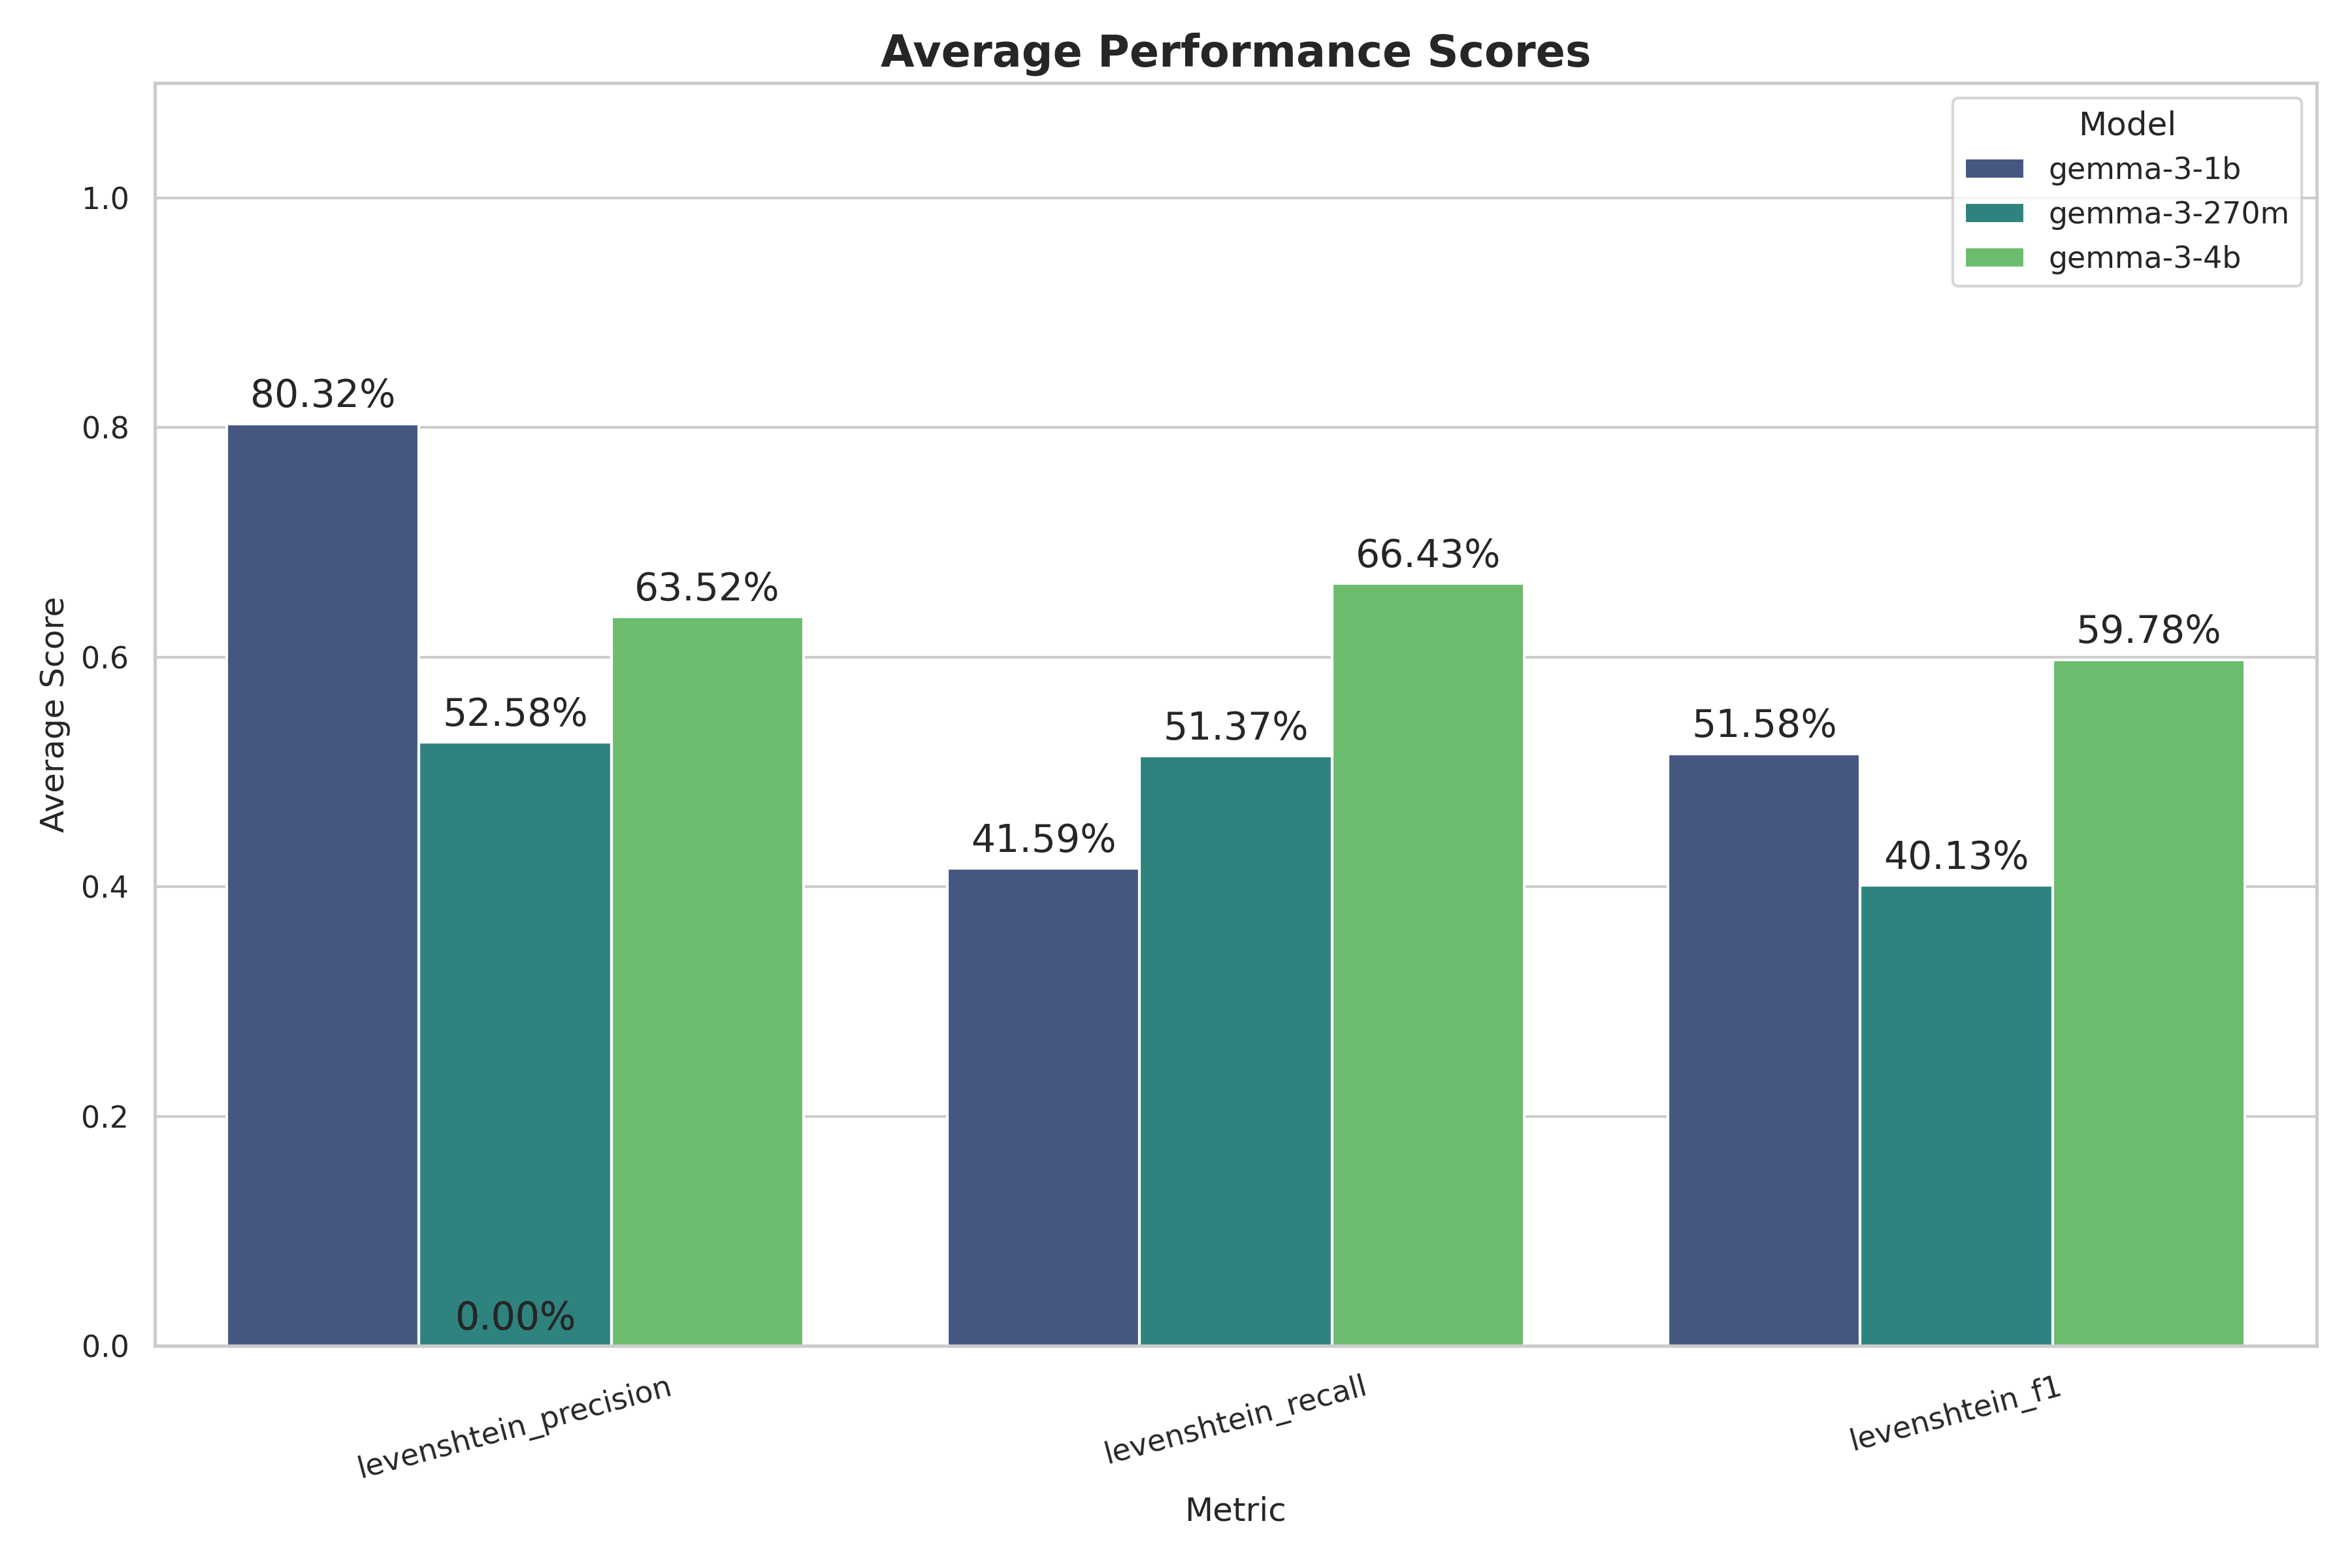 Average Performance Scores
Model
gemma-3-1b
gemma-3-270m
gemma-3-4b
1.0
0.8
0.6
0.4
0.2
0.0
Average Score
80.32%
52.58%
63.52%
0.00%
41.59%
51.37%
66.43%
51.58%
40.13%
59.78%
levenshtein_precision
levenshtein_recall
levenshtein_f1
Metric